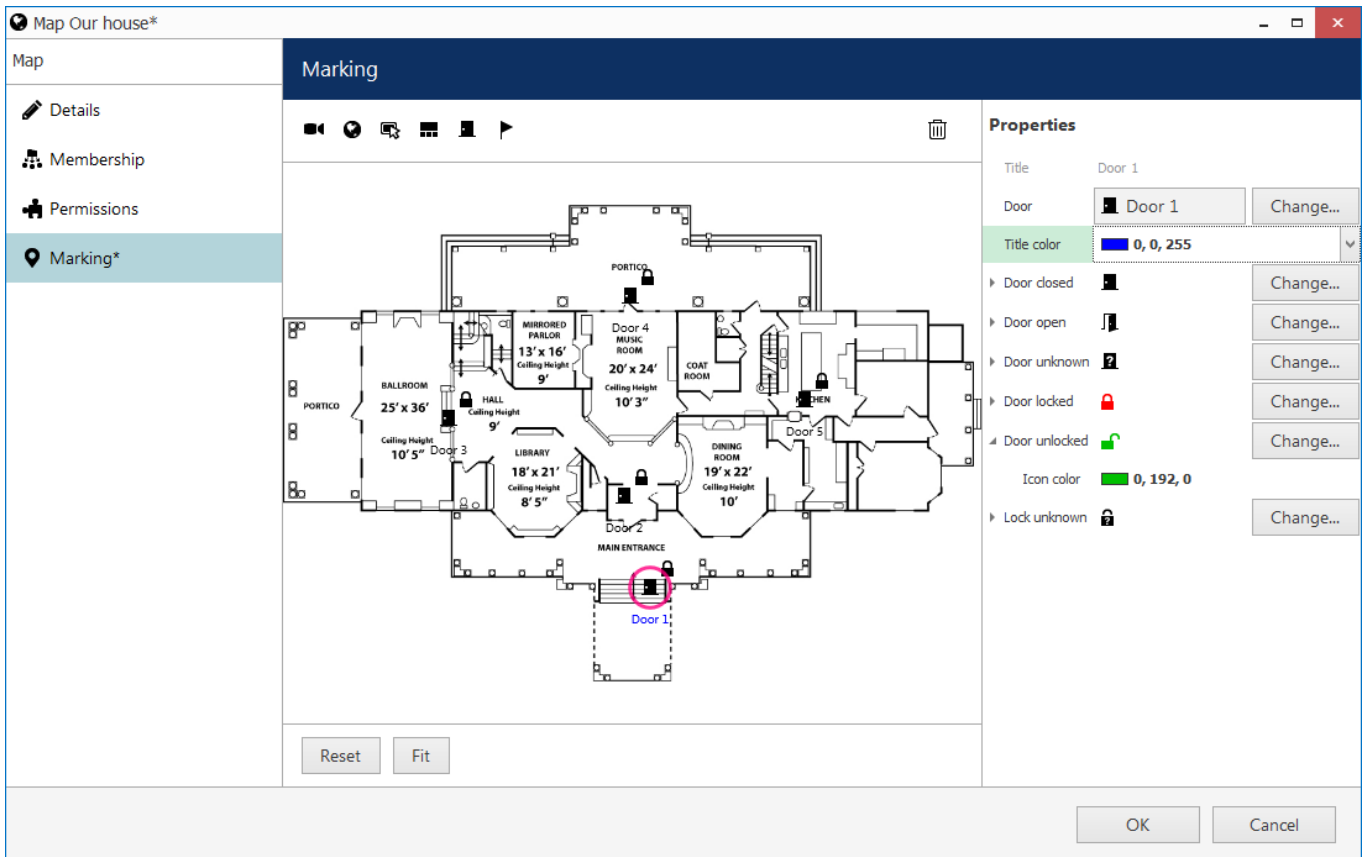 Map Our house*
Map
Details
Membership
Permissions
Marking*
Marking
PORTICO
Door 4
MIRRORED
PARLOR
13' x 16'
Ceiling Height
9'
MUSIC
ROOM
20' x 24'
Ceiling Height
10' 3"
COAT
ROOM
PORTICO
BALLROOM
25' x 36'
Ceiling Height
10' 5"
HALL
Ceiling Height
9'
Door 3
KITCHEN
Door 5
LIBRARY
18' x 21'
Ceiling Height
8' 5"
DINING
ROOM
19' x 22'
Ceiling Height
10'
Door 2
MAIN ENTRANCE
Door 1
Reset
Fit
Properties
Title Door 1
Door Door 1 Change...
Title color 0, 0, 255
Door closed Change...
Door open Change...
Door unknown Change...
Door locked Change...
Door unlocked Change...
Icon color 0, 192, 0
Lock unknown Change...
OK
Cancel